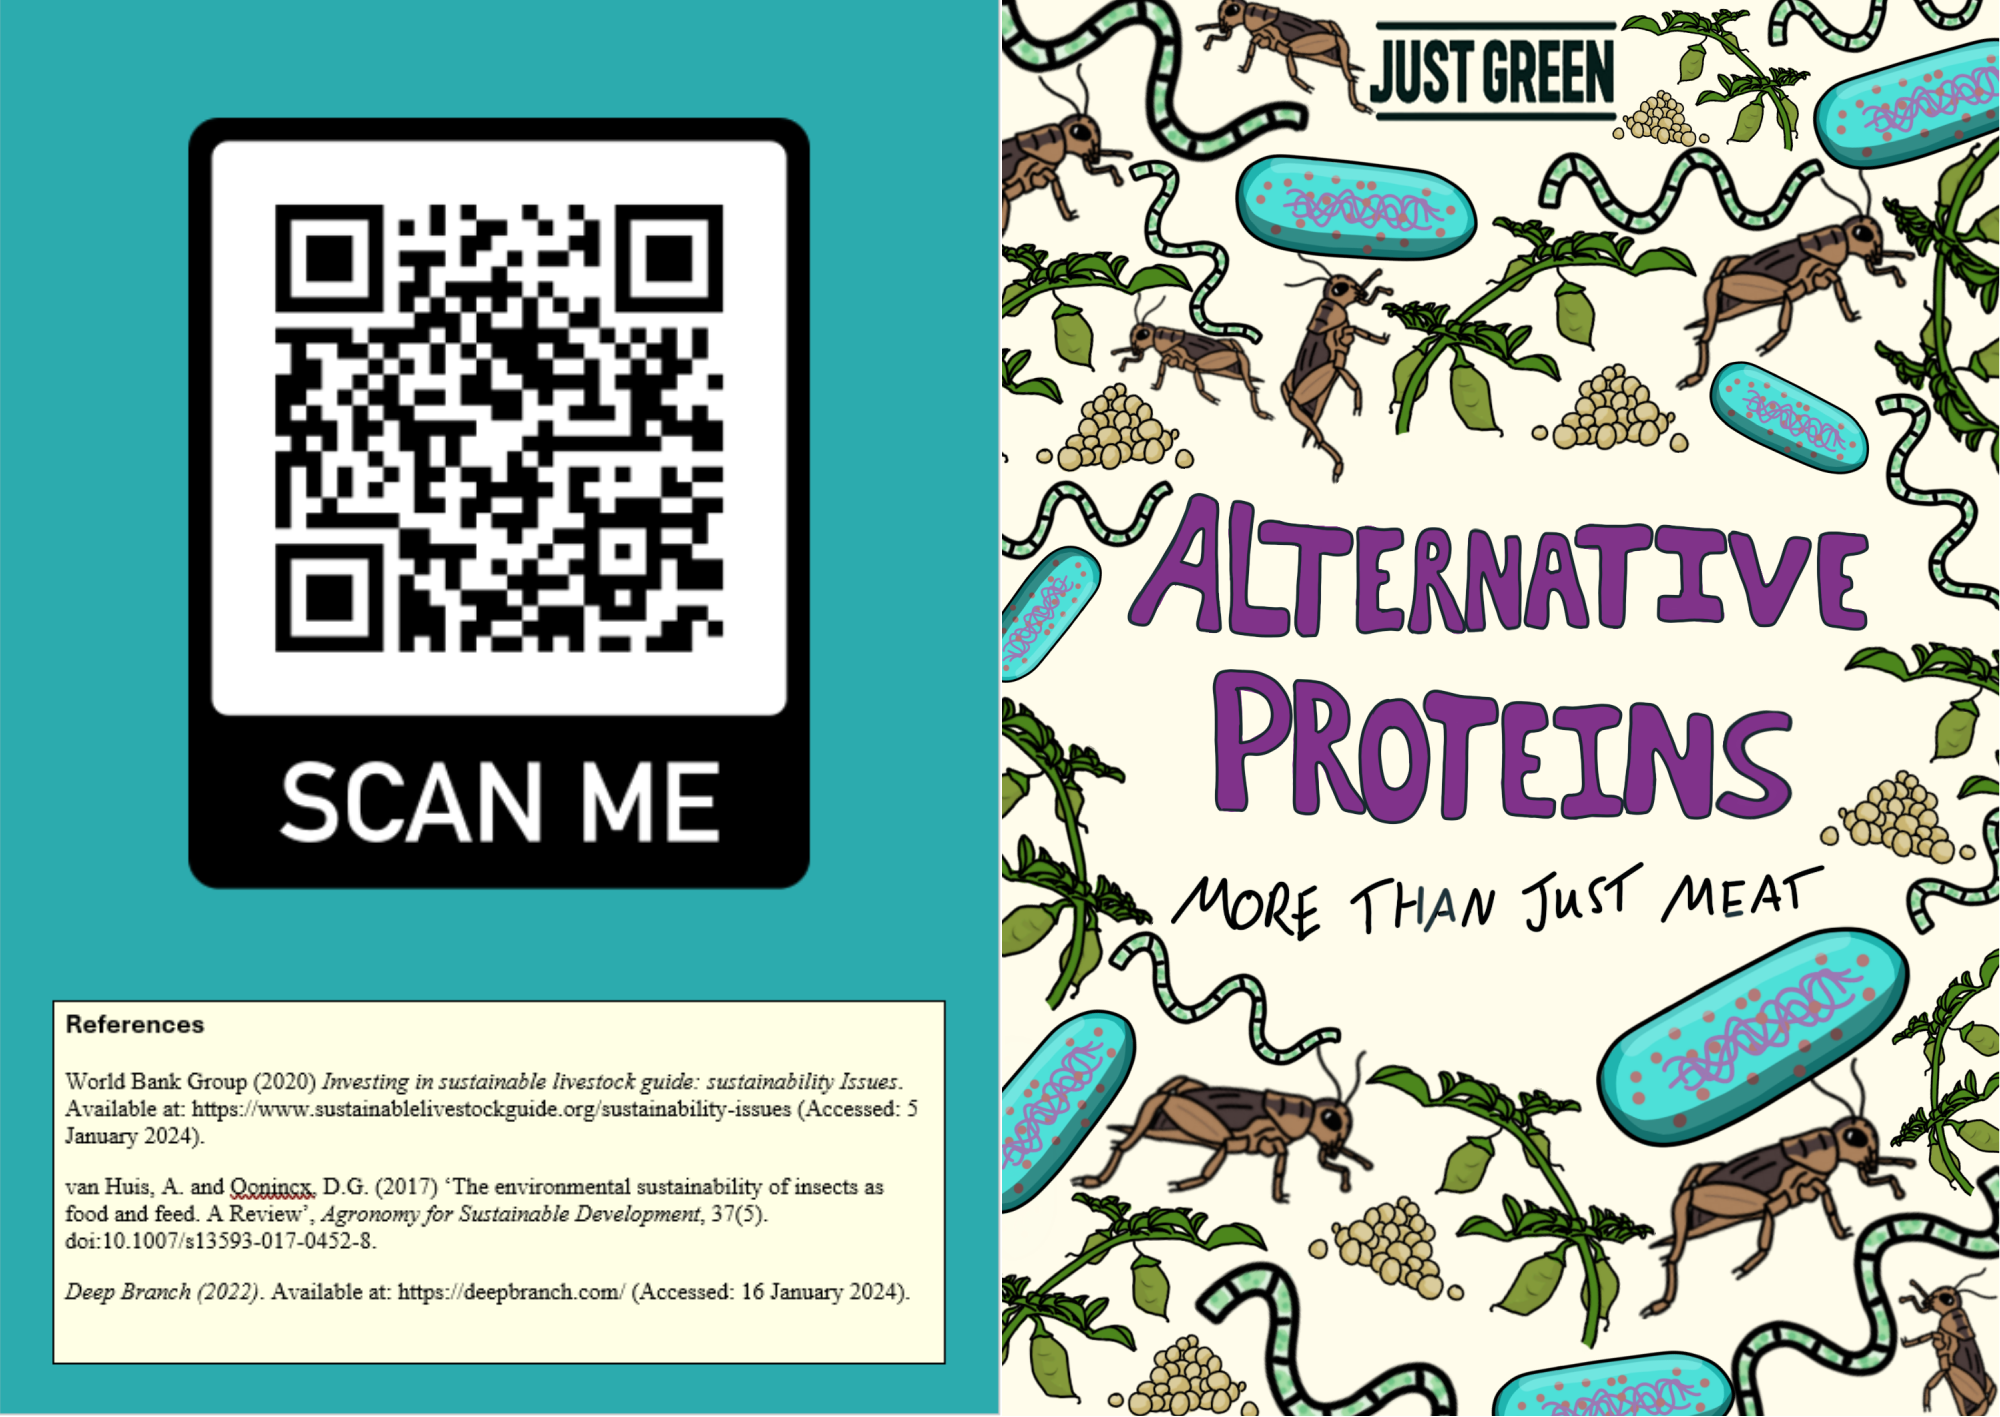 SCAN ME
References
World Bank Group (2020) Investing in sustainable livestock guide: sustainability Issues.
Available at: https://www.sustainablelivestockguide.org/sustainability-issues (Accessed: 5
January 2024).
van Huis, A. and Oonincx, D.G. (2017) ‘The environmental sustainability of insects as
food and feed. A Review’, Agronomy for Sustainable Development, 37(5).
doi:10.1007/s13593-017-0452-8.
Deep Branch (2022). Available at: https://deepbranch.com/ (Accessed: 16 January 2024).
JUST GREEN
ALTERNATIVE
PROTEINS
MORE THAN JUST MEAT